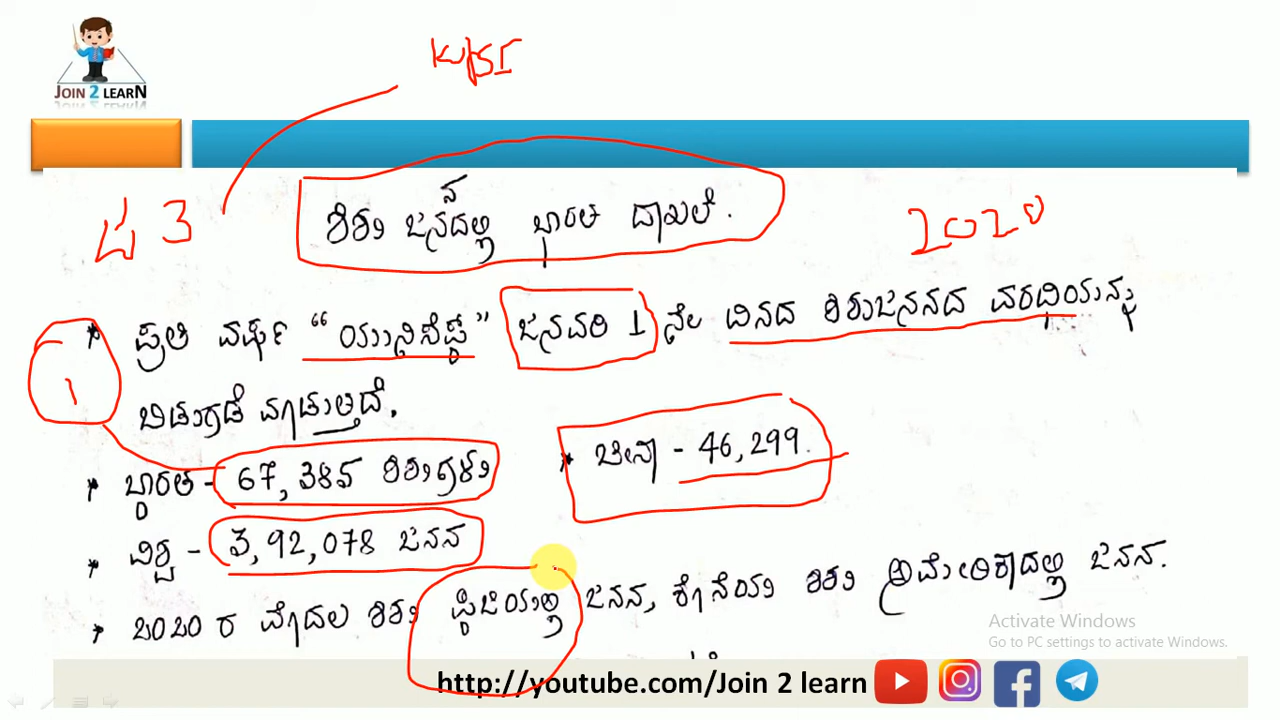 JOIN 2 LEARN
KPSI
ಜ 3
2020
ಶಿಶು ಜನನದಲ್ಲಿ ಭಾರತ ದಾಖಲೆ.
* ಪ್ರತಿ ವರ್ಷ "ಯುನಿಸೆಫ್" ಜನವರಿ 1 ನೇ ದಿನದ ಶಿಶುಜನನದ ವರದಿಯನ್ನು
ಬಿಡುಗಡೆ ಮಾಡುತ್ತದೆ.
1
* ಭಾರತ - 67,385 ಶಿಶುಗಳು
* ಚೀನಾ - 46,299.
* ವಿಶ್ವ - 3,92,078 ಜನನ
* 2020 ರ ಮೊದಲ ಶಿಶು ಫಿಜಿಯಲ್ಲಿ ಜನನ, ಕೊನೆಯ ಶಿಶು ಅಮೇರಿಕಾದಲ್ಲಿ ಜನನ.
Activate Windows
Go to PC settings to activate Windows.
http://youtube.com/Join 2 learn